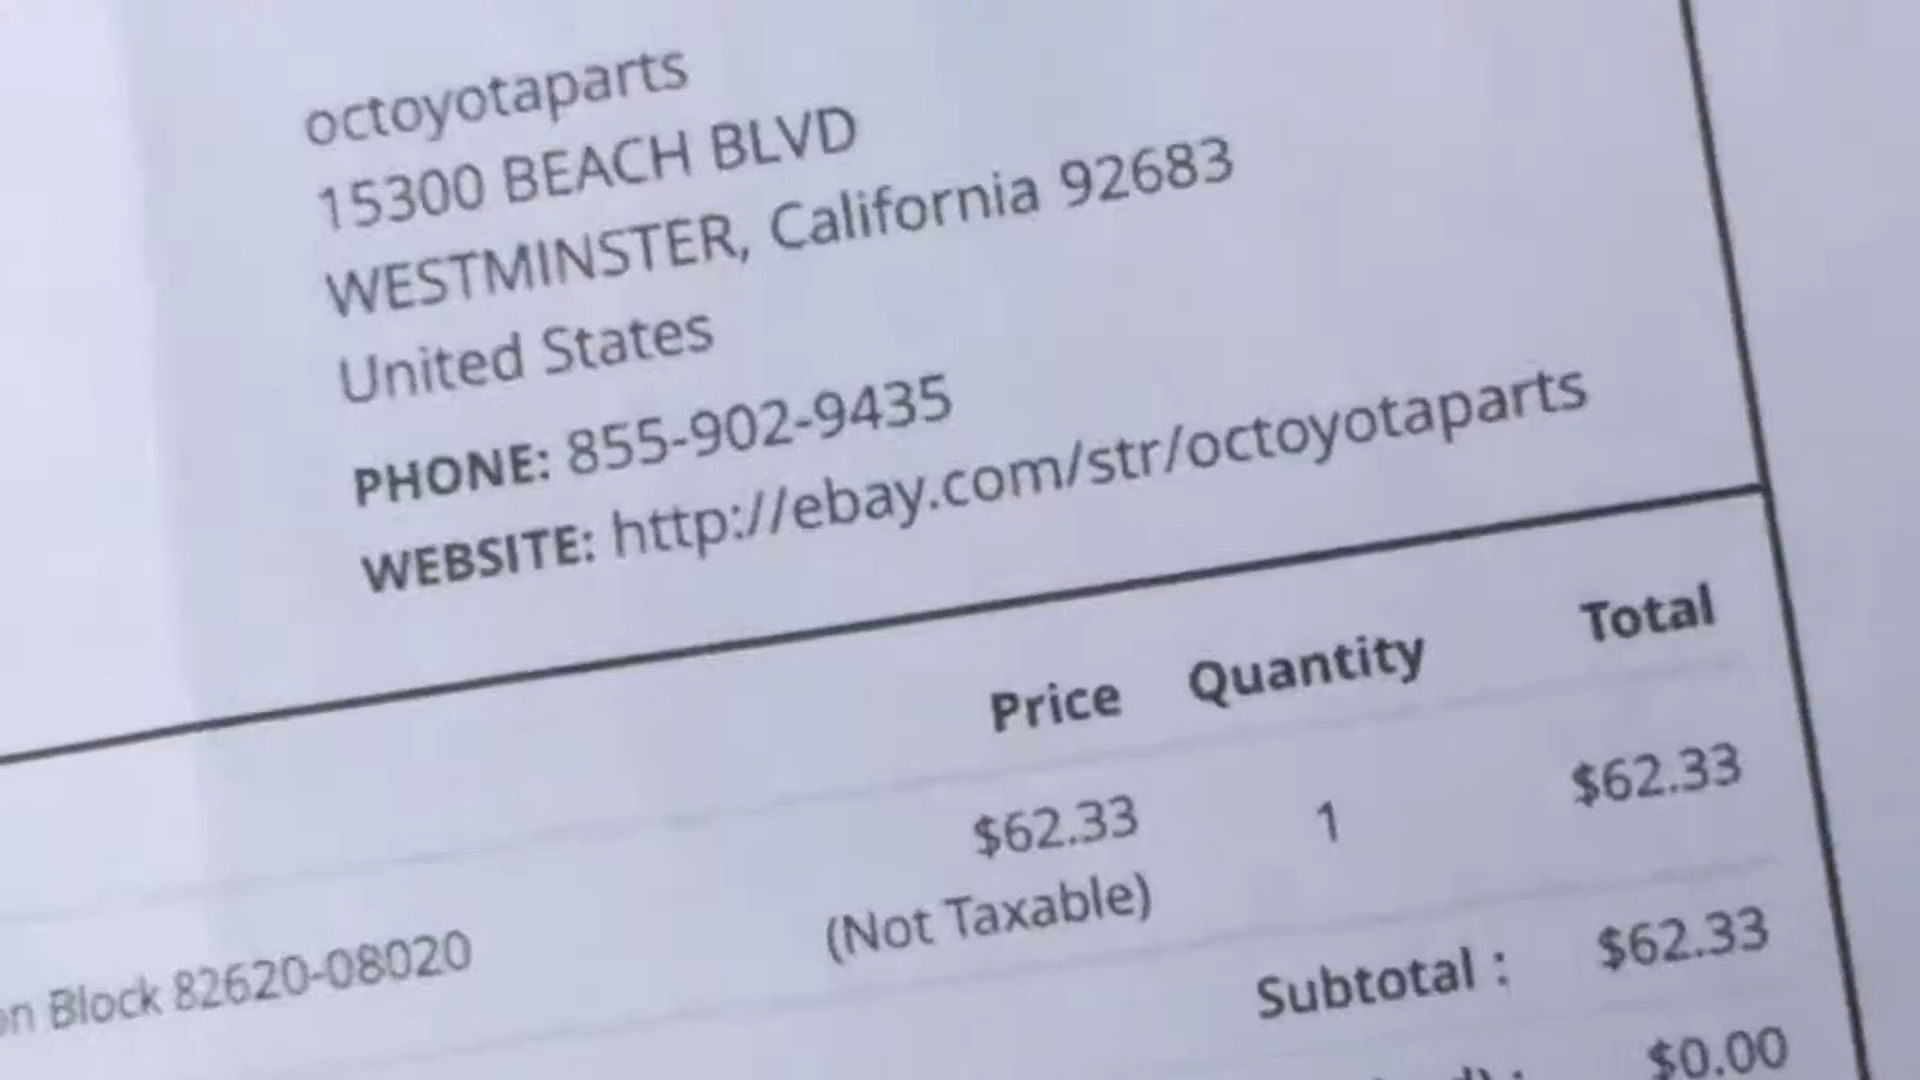 octoyotaparts
15300 BEACH BLVD
WESTMINSTER, California 92683
United States
PHONE: 855-902-9435
WEBSITE: http://ebay.com/str/octoyotaparts
Price Quantity Total
$62.33 1 $62.33
(Not Taxable)
Block 82620-08020
Subtotal : $62.33
$0.00